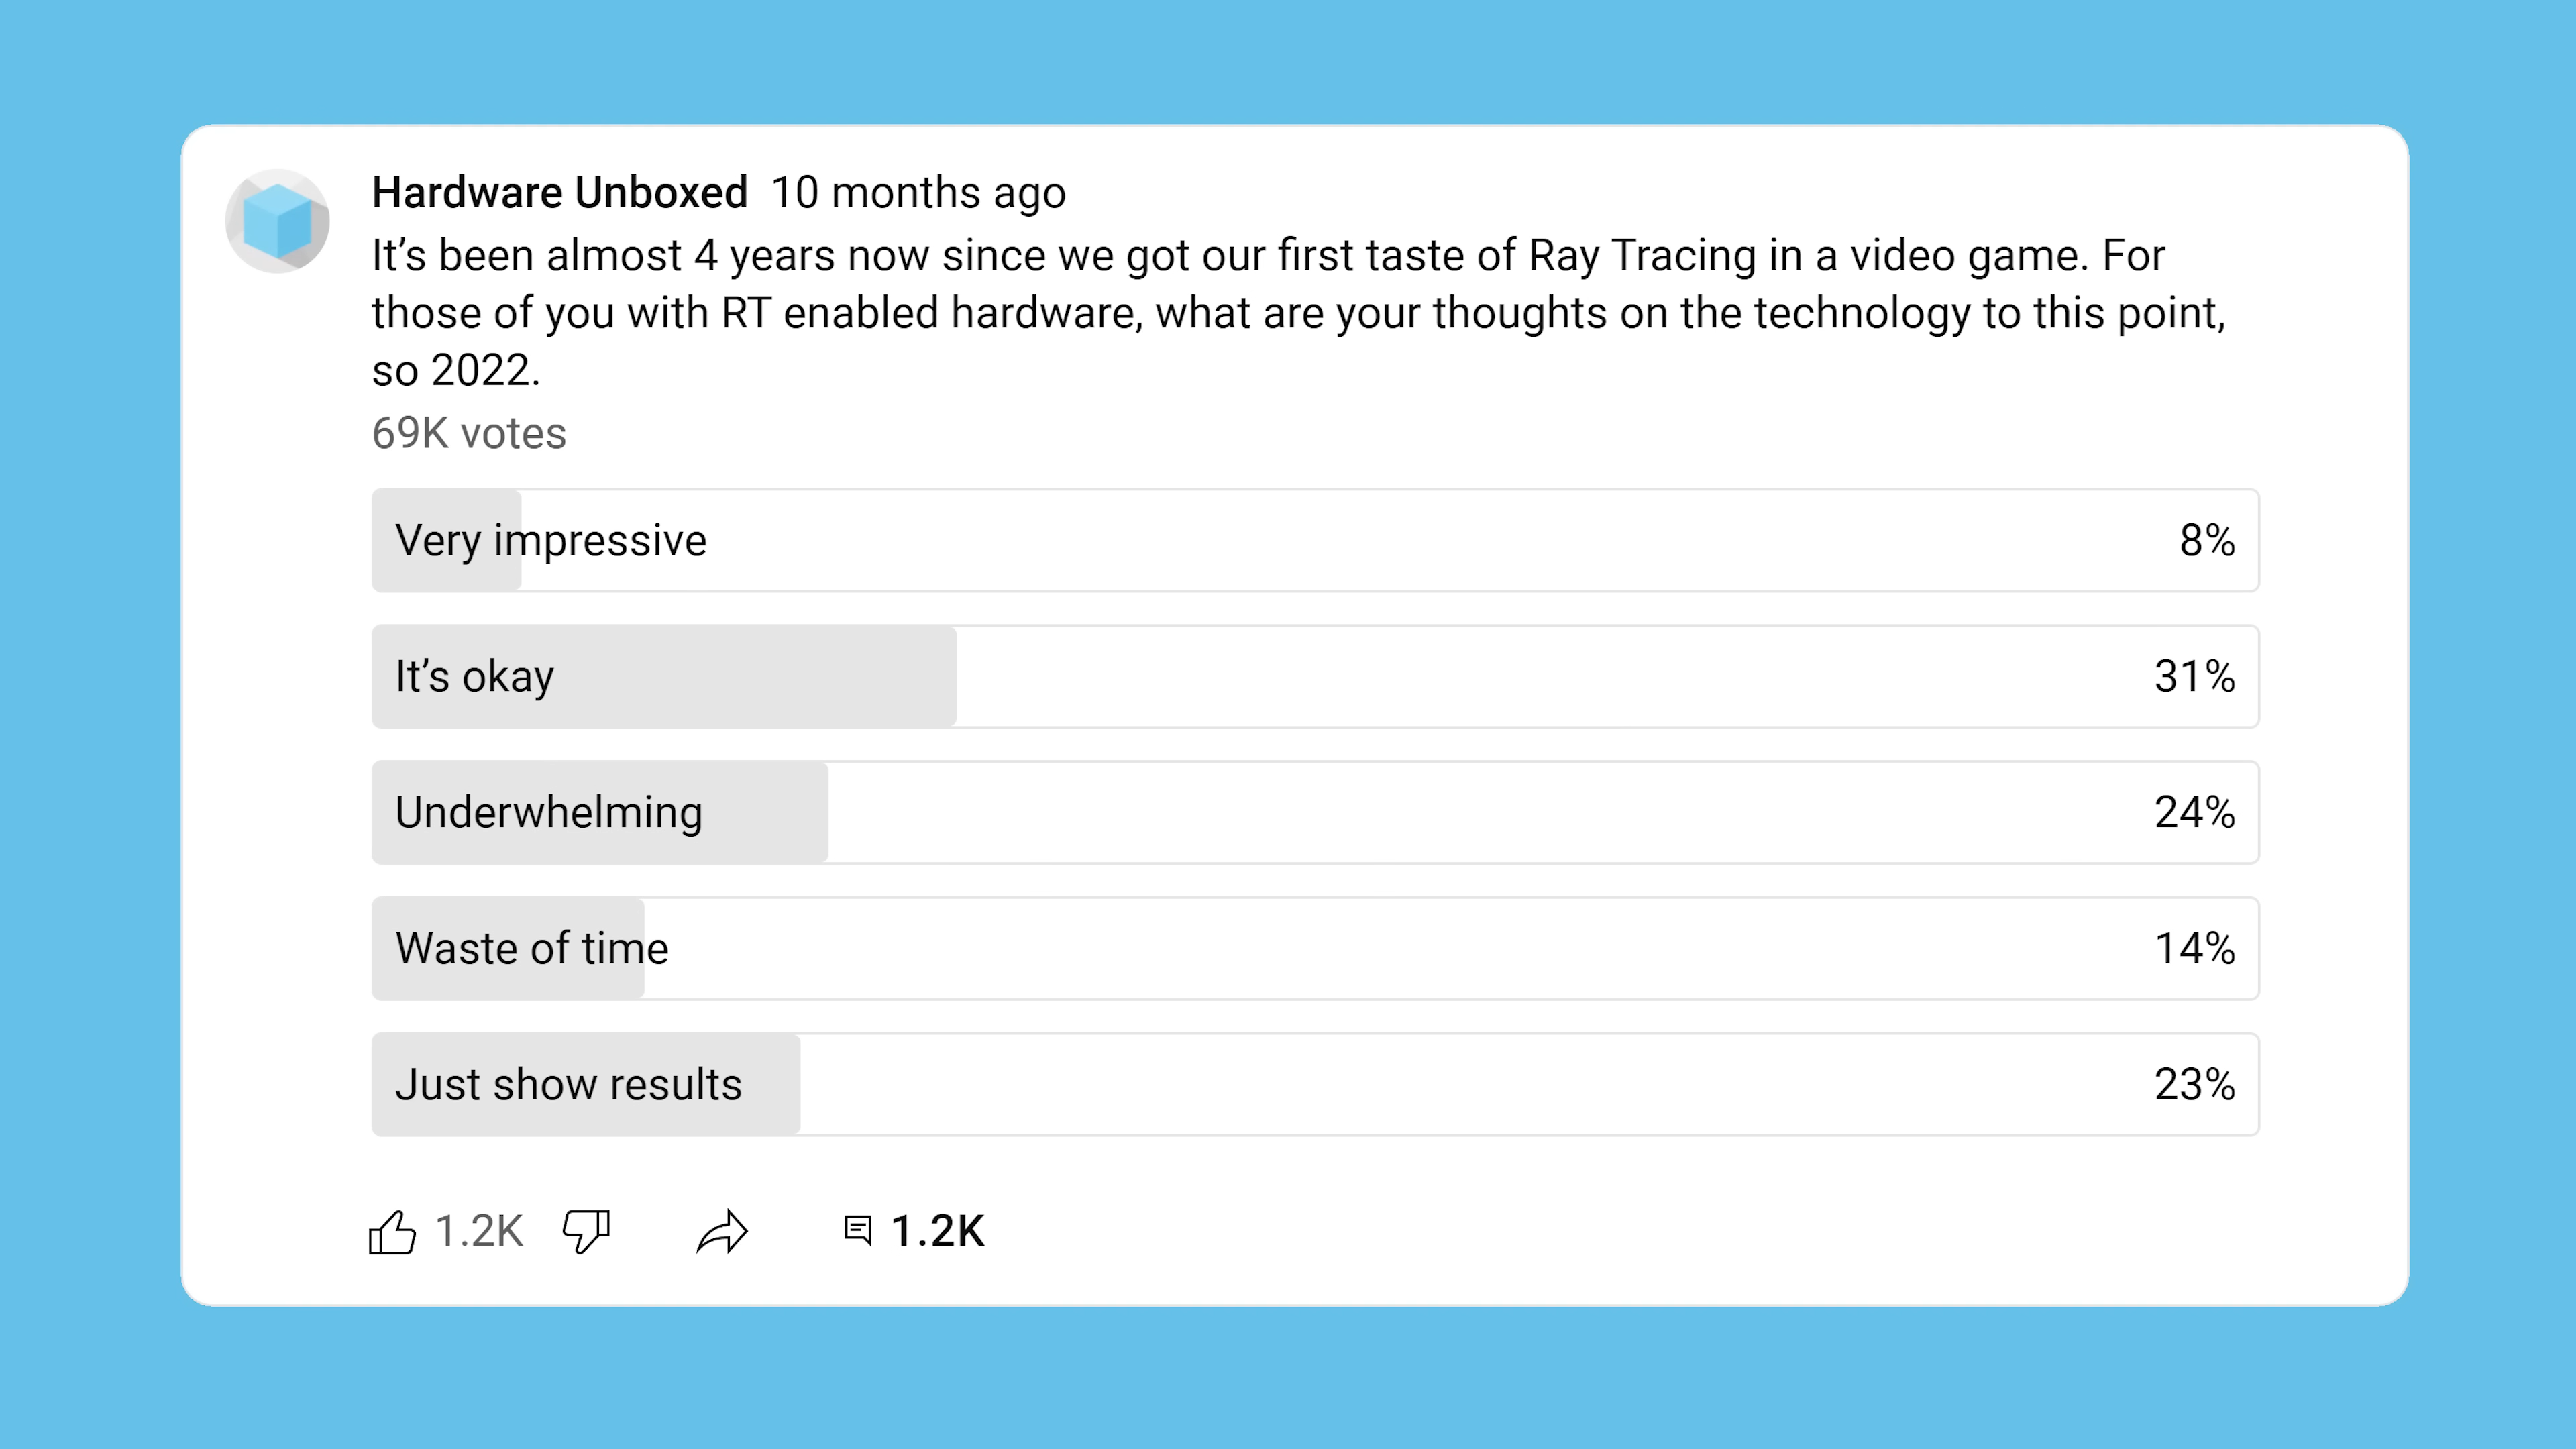 Hardware Unboxed 10 months ago
It’s been almost 4 years now since we got our first taste of Ray Tracing in a video game. For
those of you with RT enabled hardware, what are your thoughts on the technology to this point,
so 2022.
69K votes
Very impressive 8%
It’s okay 31%
Underwhelming 24%
Waste of time 14%
Just show results 23%
1.2K 1.2K